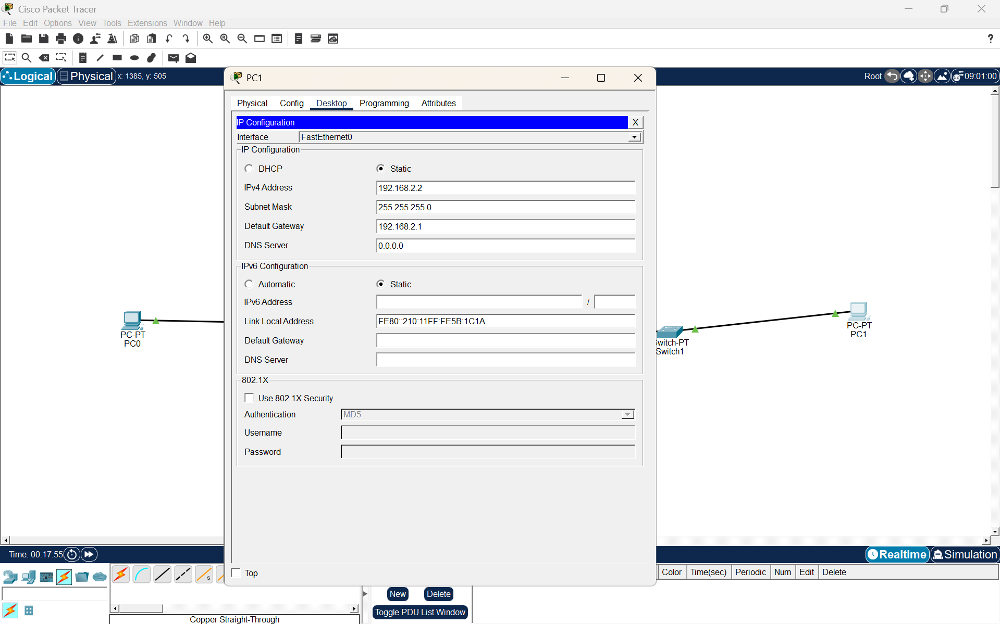 Cisco Packet Tracer
File Edit Options View Tools Extensions Window Help
?
Logical Physical x: 1385, y: 505
Root 09:01:00
PC1
Physical Config Desktop Programming Attributes
IP Configuration X
Interface FastEthernet0
IP Configuration
DHCP Static
IPv4 Address 192.168.2.2
Subnet Mask 255.255.255.0
Default Gateway 192.168.2.1
DNS Server 0.0.0.0
IPv6 Configuration
Automatic Static
IPv6 Address /
Link Local Address FE80::210:11FF:FE5B:1C1A
Default Gateway
DNS Server
802.1X
Use 802.1X Security
Authentication MD5
Username
Password
Top
PC-PT
PC0
witch-PT
Switch1
PC-PT
PC1
Time: 00:17:55
Realtime Simulation
Color Time(sec) Periodic Num Edit Delete
S
New Delete
Toggle PDU List Window
Copper Straight-Through